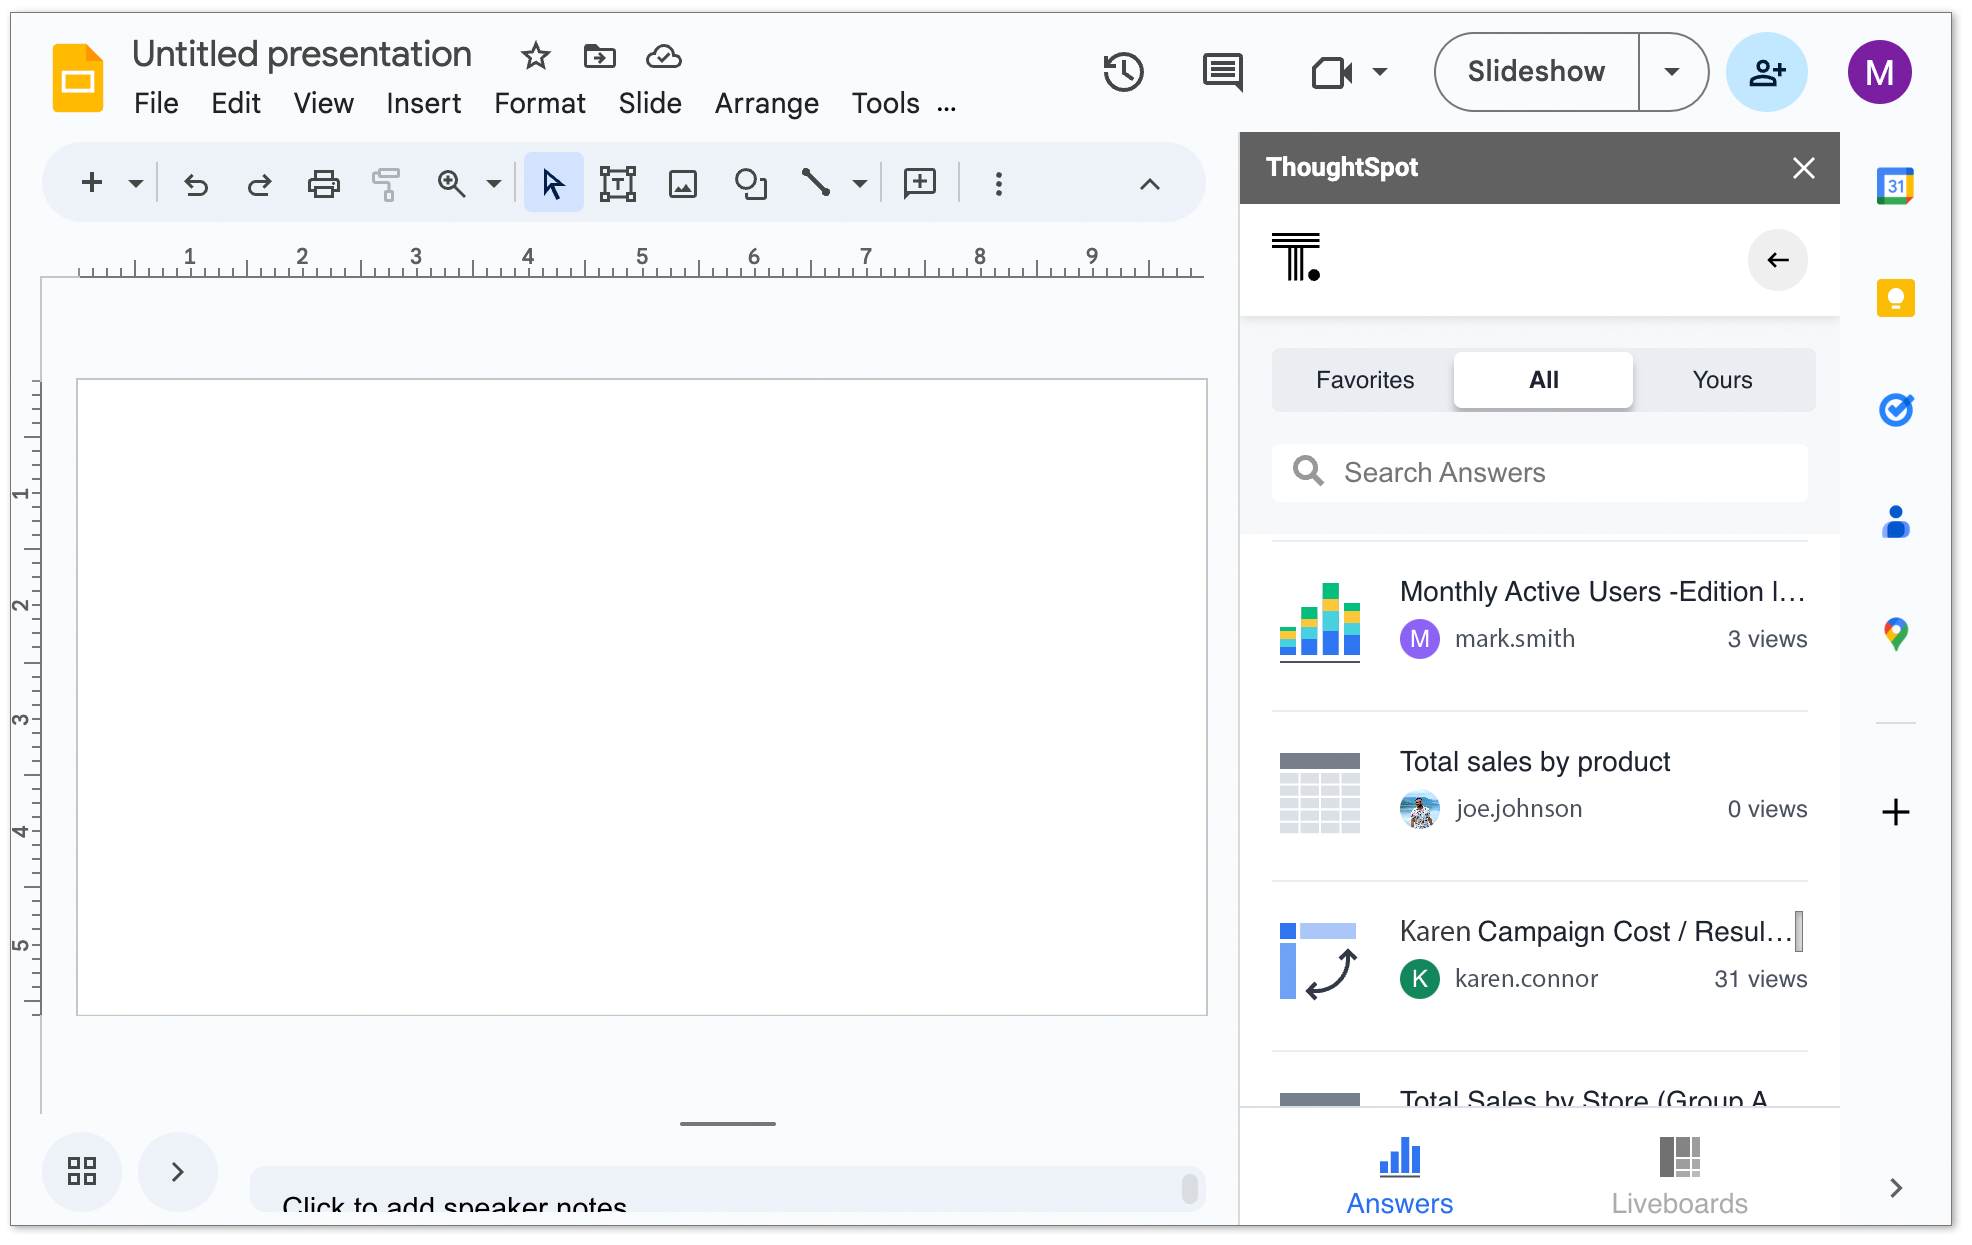 Untitled presentation
File Edit View Insert Format Slide Arrange Tools ...
Slideshow
M
ThoughtSpot
T.
31
1 2 3 4 5 6 7 8 9
Favorites All Yours
Search Answers
1
2
3
4
5
Monthly Active Users -Edition l...
M mark.smith 3 views
Total sales by product
joe.johnson 0 views
Karen Campaign Cost / Resul...
K karen.connor 31 views
Total Sales by Store (Group A
Click to add speaker notes
Answers Liveboards